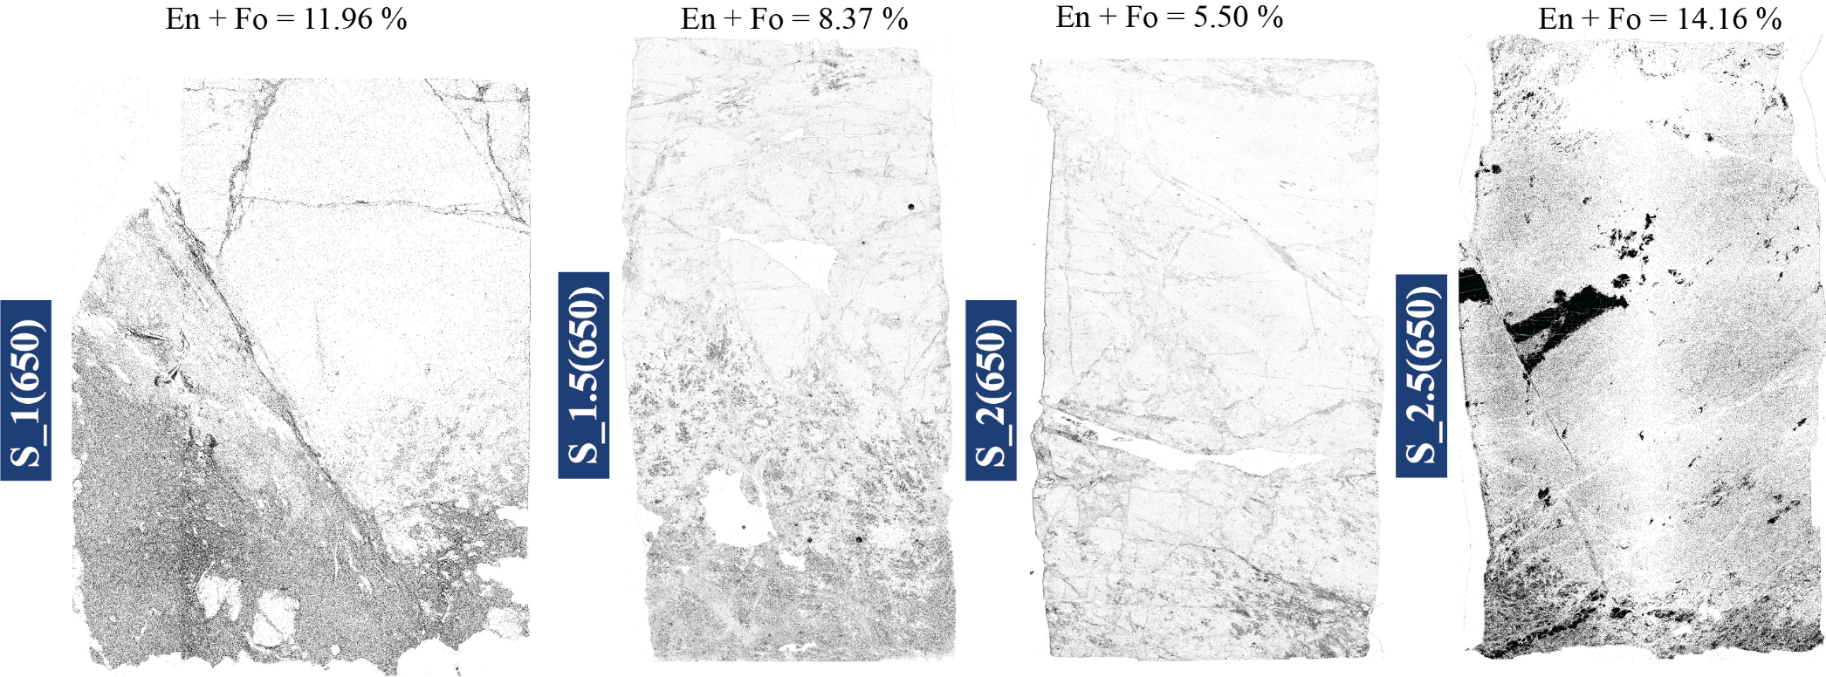 En + Fo = 11.96 %
En + Fo = 8.37 %
En + Fo = 5.50 %
En + Fo = 14.16 %
S_1(650)
S_1.5(650)
S_2(650)
S_2.5(650)